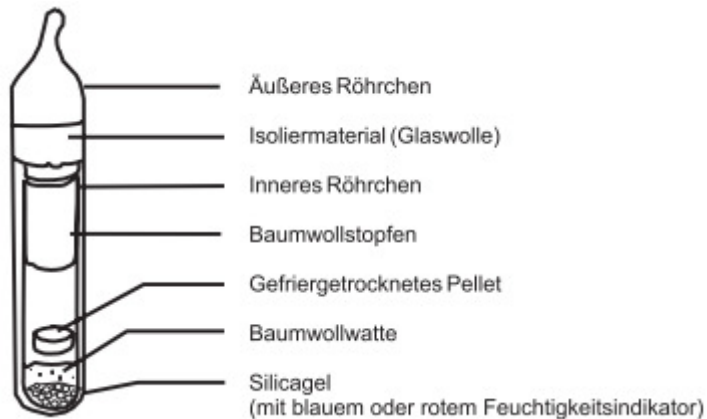 Äußeres Röhrchen
Isoliermaterial (Glaswolle)
Inneres Röhrchen
Baumwollstopfen
Gefriergetrocknetes Pellet
Baumwollwatte
Silicagel
(mit blauem oder rotem Feuchtigkeitsindikator)